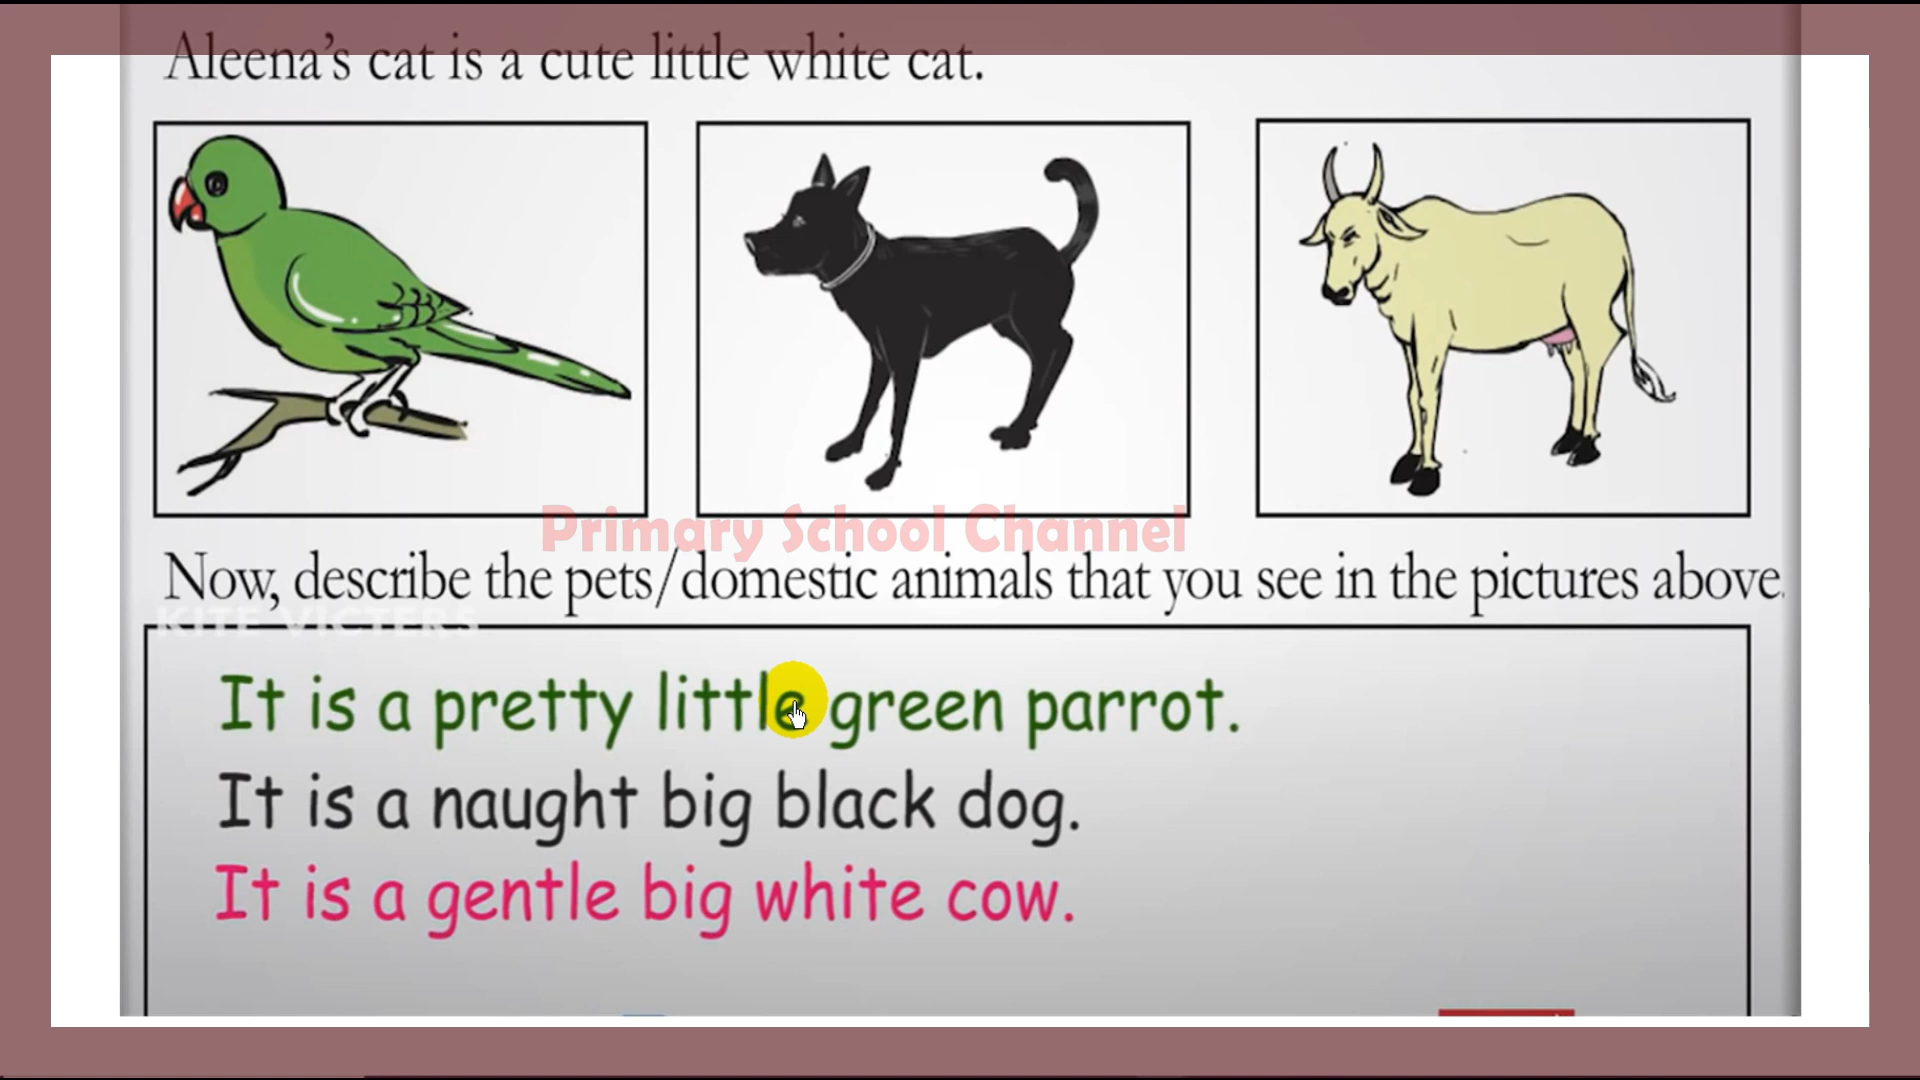 Aleena's cat is a cute little white cat.
Primary School Channel
Now, describe the pets/domestic animals that you see in the pictures above.
KITE VICTERS
It is a pretty little green parrot.
It is a naught big black dog.
It is a gentle big white cow.